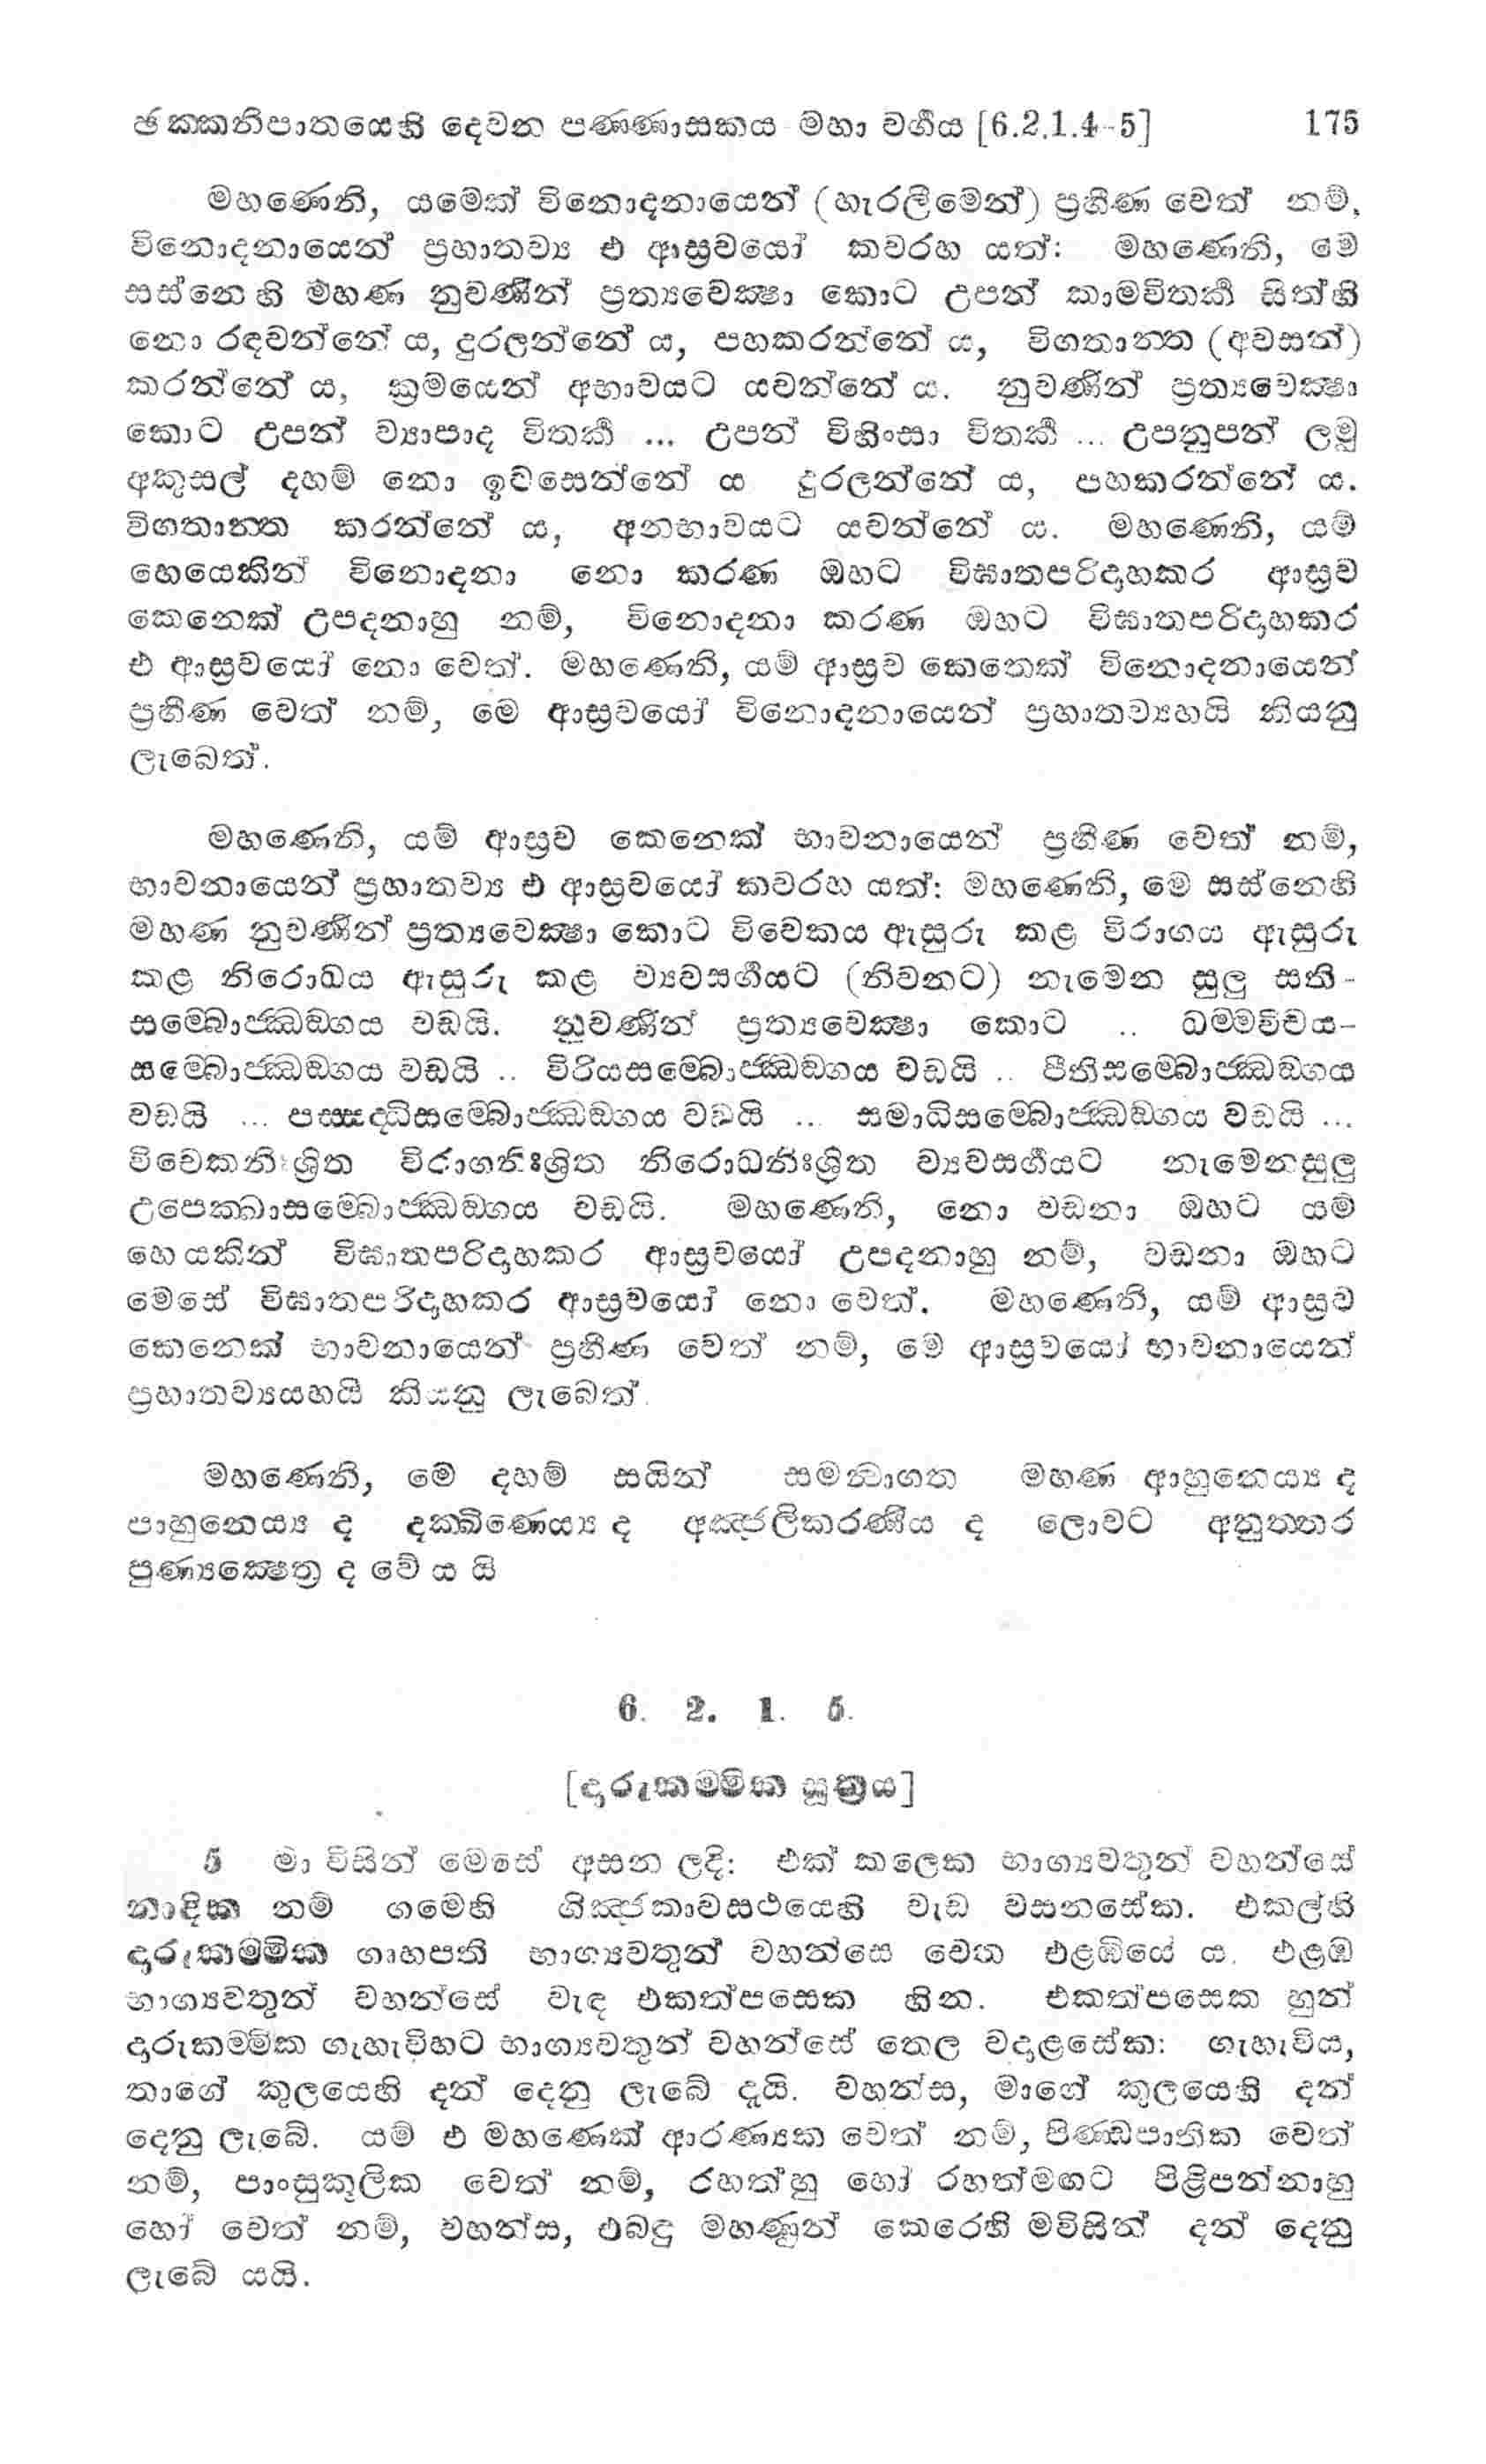 ඡක්කනිපාතයෙහි දෙවන පණ්ණාසකය - මහා වර්‍ගය [6.2.1.4-5] 175
මහණෙනි, යමෙක් විනොදනායෙන් (හැරලීමෙන්) ප්‍රහීණ වෙත් නම්,
විනොදනායෙන් ප්‍රහාතව්‍ය එ ආස්‍රවයෝ කවරහ යත්: මහණෙනි, මෙ
සස්නෙහි මහණ නුවණින් ප්‍රත්‍යවෙක්‍ෂා කොට උපන් කාමවිතර්‍ක සිත්හි
නො රඳවන්නේ ය, දුරලන්නේ ය, පහකරන්නේ ය, විගතාන්ත (අවසන්)
කරන්නේ ය, ක්‍රමයෙන් අභාවයට යවන්නේ ය. නුවණින් ප්‍රත්‍යවෙක්‍ෂා
කොට උපන් ව්‍යාපාද විතර්‍ක ... උපන් විහිංසා විතර්‍ක ... උපනුපන් ලමු
අකුසල් දහම් නො ඉවසෙන්නේ ය දුරලන්නේ ය, පහකරන්නේ ය.
විගතාන්ත කරන්නේ ය, අනභාවයට යවන්නේ ය. මහණෙනි, යම්
හෙයෙකින් විනොදනා නො කරණ ඔහට විඝාතපරිදාහකර ආස්‍රව
කෙනෙක් උපදනාහු නම්, විනොදනා කරණ ඔහට විඝාතපරිදාහකර
එ ආස්‍රවයෝ නො වෙත්. මහණෙනි, යම් ආස්‍රව කෙනෙක් විනොදනායෙන්
ප්‍රහීණ වෙත් නම්, මෙ ආස්‍රවයෝ විනොදනායෙන් ප්‍රහාතව්‍යහයි කියනු
ලැබෙත්.
මහණෙනි, යම් ආස්‍රව කෙනෙක් භාවනායෙන් ප්‍රහීණ වෙත් නම්,
භාවනායෙන් ප්‍රහාතව්‍ය එ ආස්‍රවයෝ කවරහ යත්: මහණෙනි, මෙ සස්නෙහි
මහණ නුවණින් ප්‍රත්‍යවෙක්‍ෂා කොට විවෙකය ඇසුරු කළ විරාගය ඇසුරු
කළ නිරොධය ඇසුරු කළ ව්‍යවසර්‍ගයට (නිවනට) නැමෙන සුලු සති-
සම්බොජ්ඣඞ්ගය වඩයි. නුවණින් ප්‍රත්‍යවෙක්‍ෂා කොට .. ධම්මවිචය-
සම්බොජ්ඣඞ්ගය වඩයි .. විරියසම්බොජ්ඣඞ්ගය වඩයි .. පීතිසම්බොජ්ඣඞ්ගය
වඩයි ... පස්සද්ධිසම්බොජ්ඣඞ්ගය වඩයි ... සමාධිසම්බොජ්ඣඞ්ගය වඩයි ...
විවෙකනිඃශ්‍රිත විරාගනිඃශ්‍රිත නිරොධනිඃශ්‍රිත ව්‍යවසර්‍ගයට නැමෙනසුලු
උපෙක්ඛාසම්බොජ්ඣඞ්ගය වඩයි. මහණෙනි, නො වඩනා ඔහට යම්
හෙයකින් විඝාතපරිදාහකර ආස්‍රවයෝ උපදනාහු නම්, වඩනා ඔහට
මෙසේ විඝාතපරිදාහකර ආස්‍රවයෝ නො වෙත්. මහණෙනි, යම් ආස්‍රව
කෙනෙක් භාවනායෙන් ප්‍රහීණ වෙත් නම්, මෙ ආස්‍රවයෝ භාවනායෙන්
ප්‍රහාතව්‍යයහයි කියනු ලැබෙත්.
මහණෙනි, මේ දහම් සයින් සමන්‍වාගත මහණ ආහුනෙය්‍ය ද
පාහුනෙය්‍ය ද දක්ඛිණෙය්‍ය ද අඤ්ජලිකරණීය ද ලොවට අනුත්තර
පුණ්‍යක්‍ෂෙත්‍ර ද වේ ය යි
6. 2. 1. 5.
[දාරුකම්මික සූත්‍රය]
5 මා විසින් මෙසේ අසන ලදි: එක් කලෙක භාග්‍යවතුන් වහන්සේ
නාදික නම් ගමෙහි ගිඤ්ජකාවසථයෙහි වැඩ වසනසේක. එකල්හි
දාරුකම්මික ගෘහපති භාග්‍යවතුන් වහන්සෙ වෙත එළඹියේ ය. එළඹ
භාග්‍යවතුන් වහන්සේ වැඳ එකත්පසෙක හින. එකත්පසෙක හුන්
දාරුකම්මික ගැහැවිහට භාග්‍යවතුන් වහන්සේ තෙල වදාළසේක: ගැහැවිය,
තාගේ කුලයෙහි දන් දෙනු ලැබේ දැයි. වහන්ස, මාගේ කුලයෙහි දන්
දෙනු ලැබේ. යම් එ මහණෙක් ආරණ්‍යක වෙත් නම්, පිණ්ඩපාතික වෙත්
නම්, පාංසුකූලික වෙත් නම්, රහත්හු හෝ රහත්මඟට පිළිපන්නාහු
හෝ වෙත් නම්, වහන්ස, එබඳු මහණුන් කෙරෙහි මවිසින් දන් දෙනු
ලැබේ යයි.